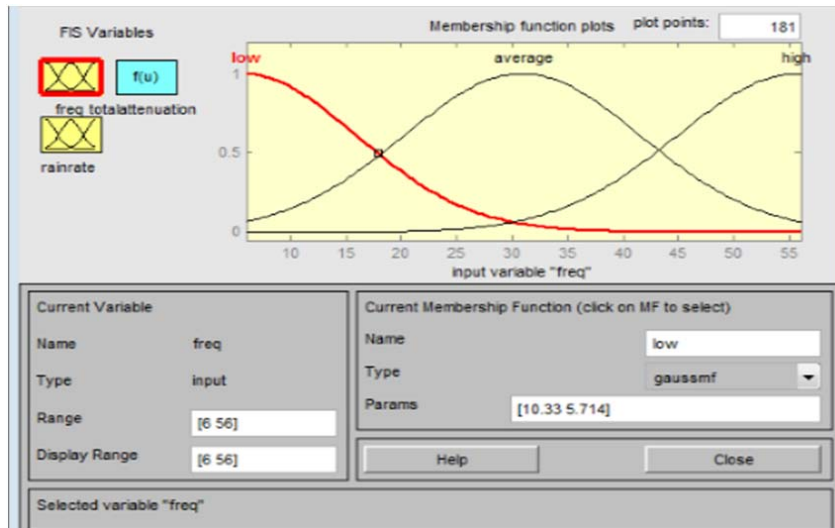 FIS Variables
Membership function plots
plot points:
181
f(u)
freq totalattenuation
rainrate
low
average
high
1
0.5
0
10 15 20 25 30 35 40 45 50 55
input variable "freq"
Current Variable
Name freq
Type input
Range [6 56]
Display Range [6 56]
Current Membership Function (click on MF to select)
Name low
Type gaussmf
Params [10.33 5.714]
Help
Close
Selected variable "freq"